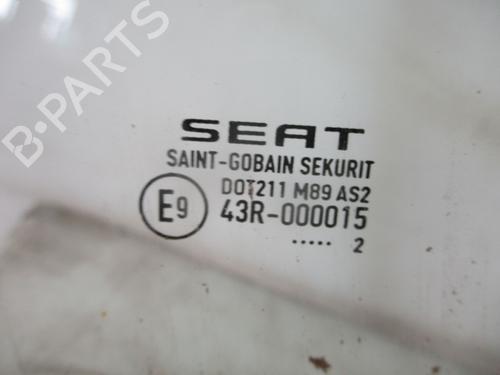 B-PARTS
SEAT
SAINT-GOBAIN SEKURIT
DOT211 M89 AS2
E9 43R-000015
..... 2